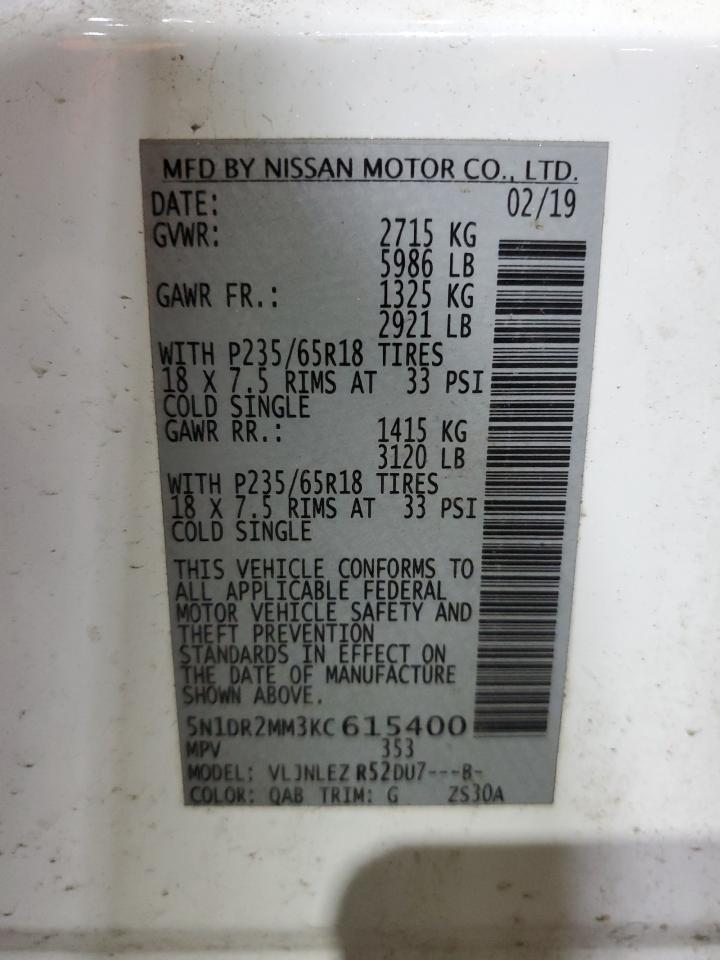 MFD BY NISSAN MOTOR CO., LTD.
DATE: 02/19
GVWR: 2715 KG
5986 LB
GAWR FR.: 1325 KG
2921 LB
WITH P235/65R18 TIRES
18 X 7.5 RIMS AT 33 PSI
COLD SINGLE
GAWR RR.: 1415 KG
3120 LB
WITH P235/65R18 TIRES
18 X 7.5 RIMS AT 33 PSI
COLD SINGLE
THIS VEHICLE CONFORMS TO
ALL APPLICABLE FEDERAL
MOTOR VEHICLE SAFETY AND
THEFT PREVENTION
STANDARDS IN EFFECT ON
THE DATE OF MANUFACTURE
SHOWN ABOVE.
5N1DR2MM3KC615400
MPV 353
MODEL: VLJNLEZ R52DU7---B-
COLOR: QAB TRIM: G ZS30A